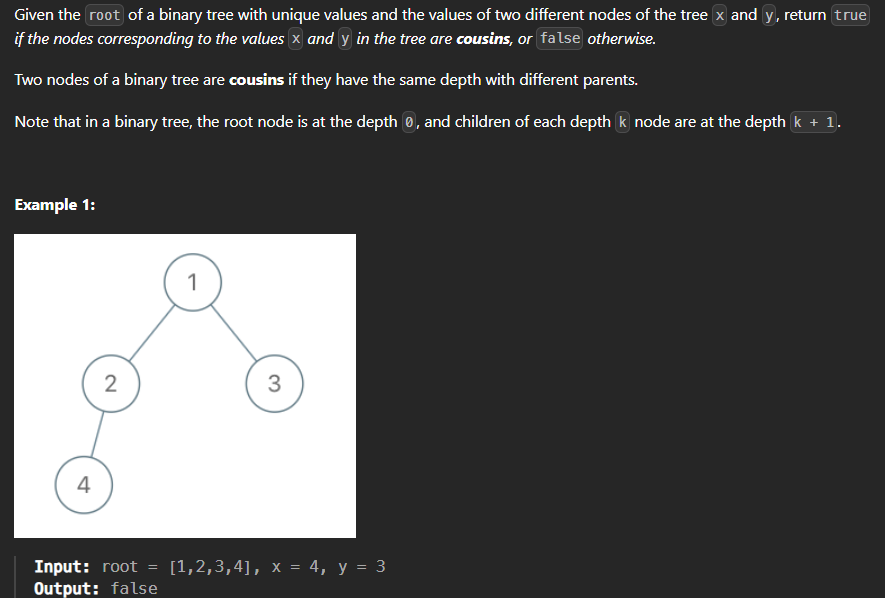 Given the root of a binary tree with unique values and the values of two different nodes of the tree x and y, return true
if the nodes corresponding to the values x and y in the tree are cousins, or false otherwise.
Two nodes of a binary tree are cousins if they have the same depth with different parents.
Note that in a binary tree, the root node is at the depth 0, and children of each depth k node are at the depth k + 1.
Example 1:
1
2 3
4
Input: root = [1,2,3,4], x = 4, y = 3
Output: false